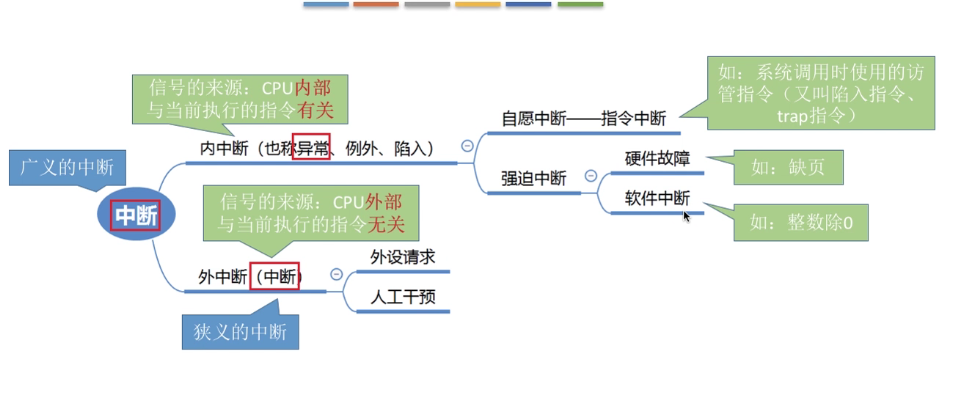 如：系统调用时使用的访
管指令（又叫陷入指令、
trap指令）
信号的来源：CPU内部
与当前执行的指令有关
自愿中断——指令中断
内中断（也称异常、例外、陷入）
硬件故障
如：缺页
广义的中断
强迫中断
软件中断
中断
信号的来源：CPU外部
与当前执行的指令无关
如：整数除0
外设请求
外中断（中断）
人工干预
狭义的中断